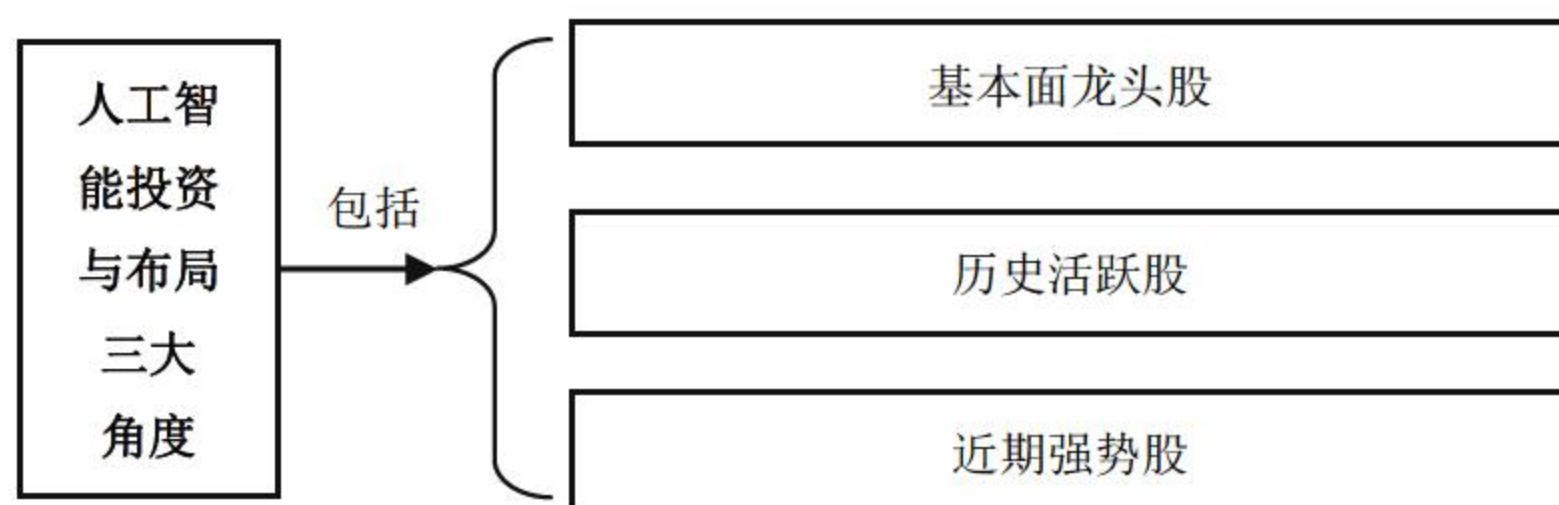 人工智
能投资
与布局
三大
角度
包括
基本面龙头股
历史活跃股
近期强势股